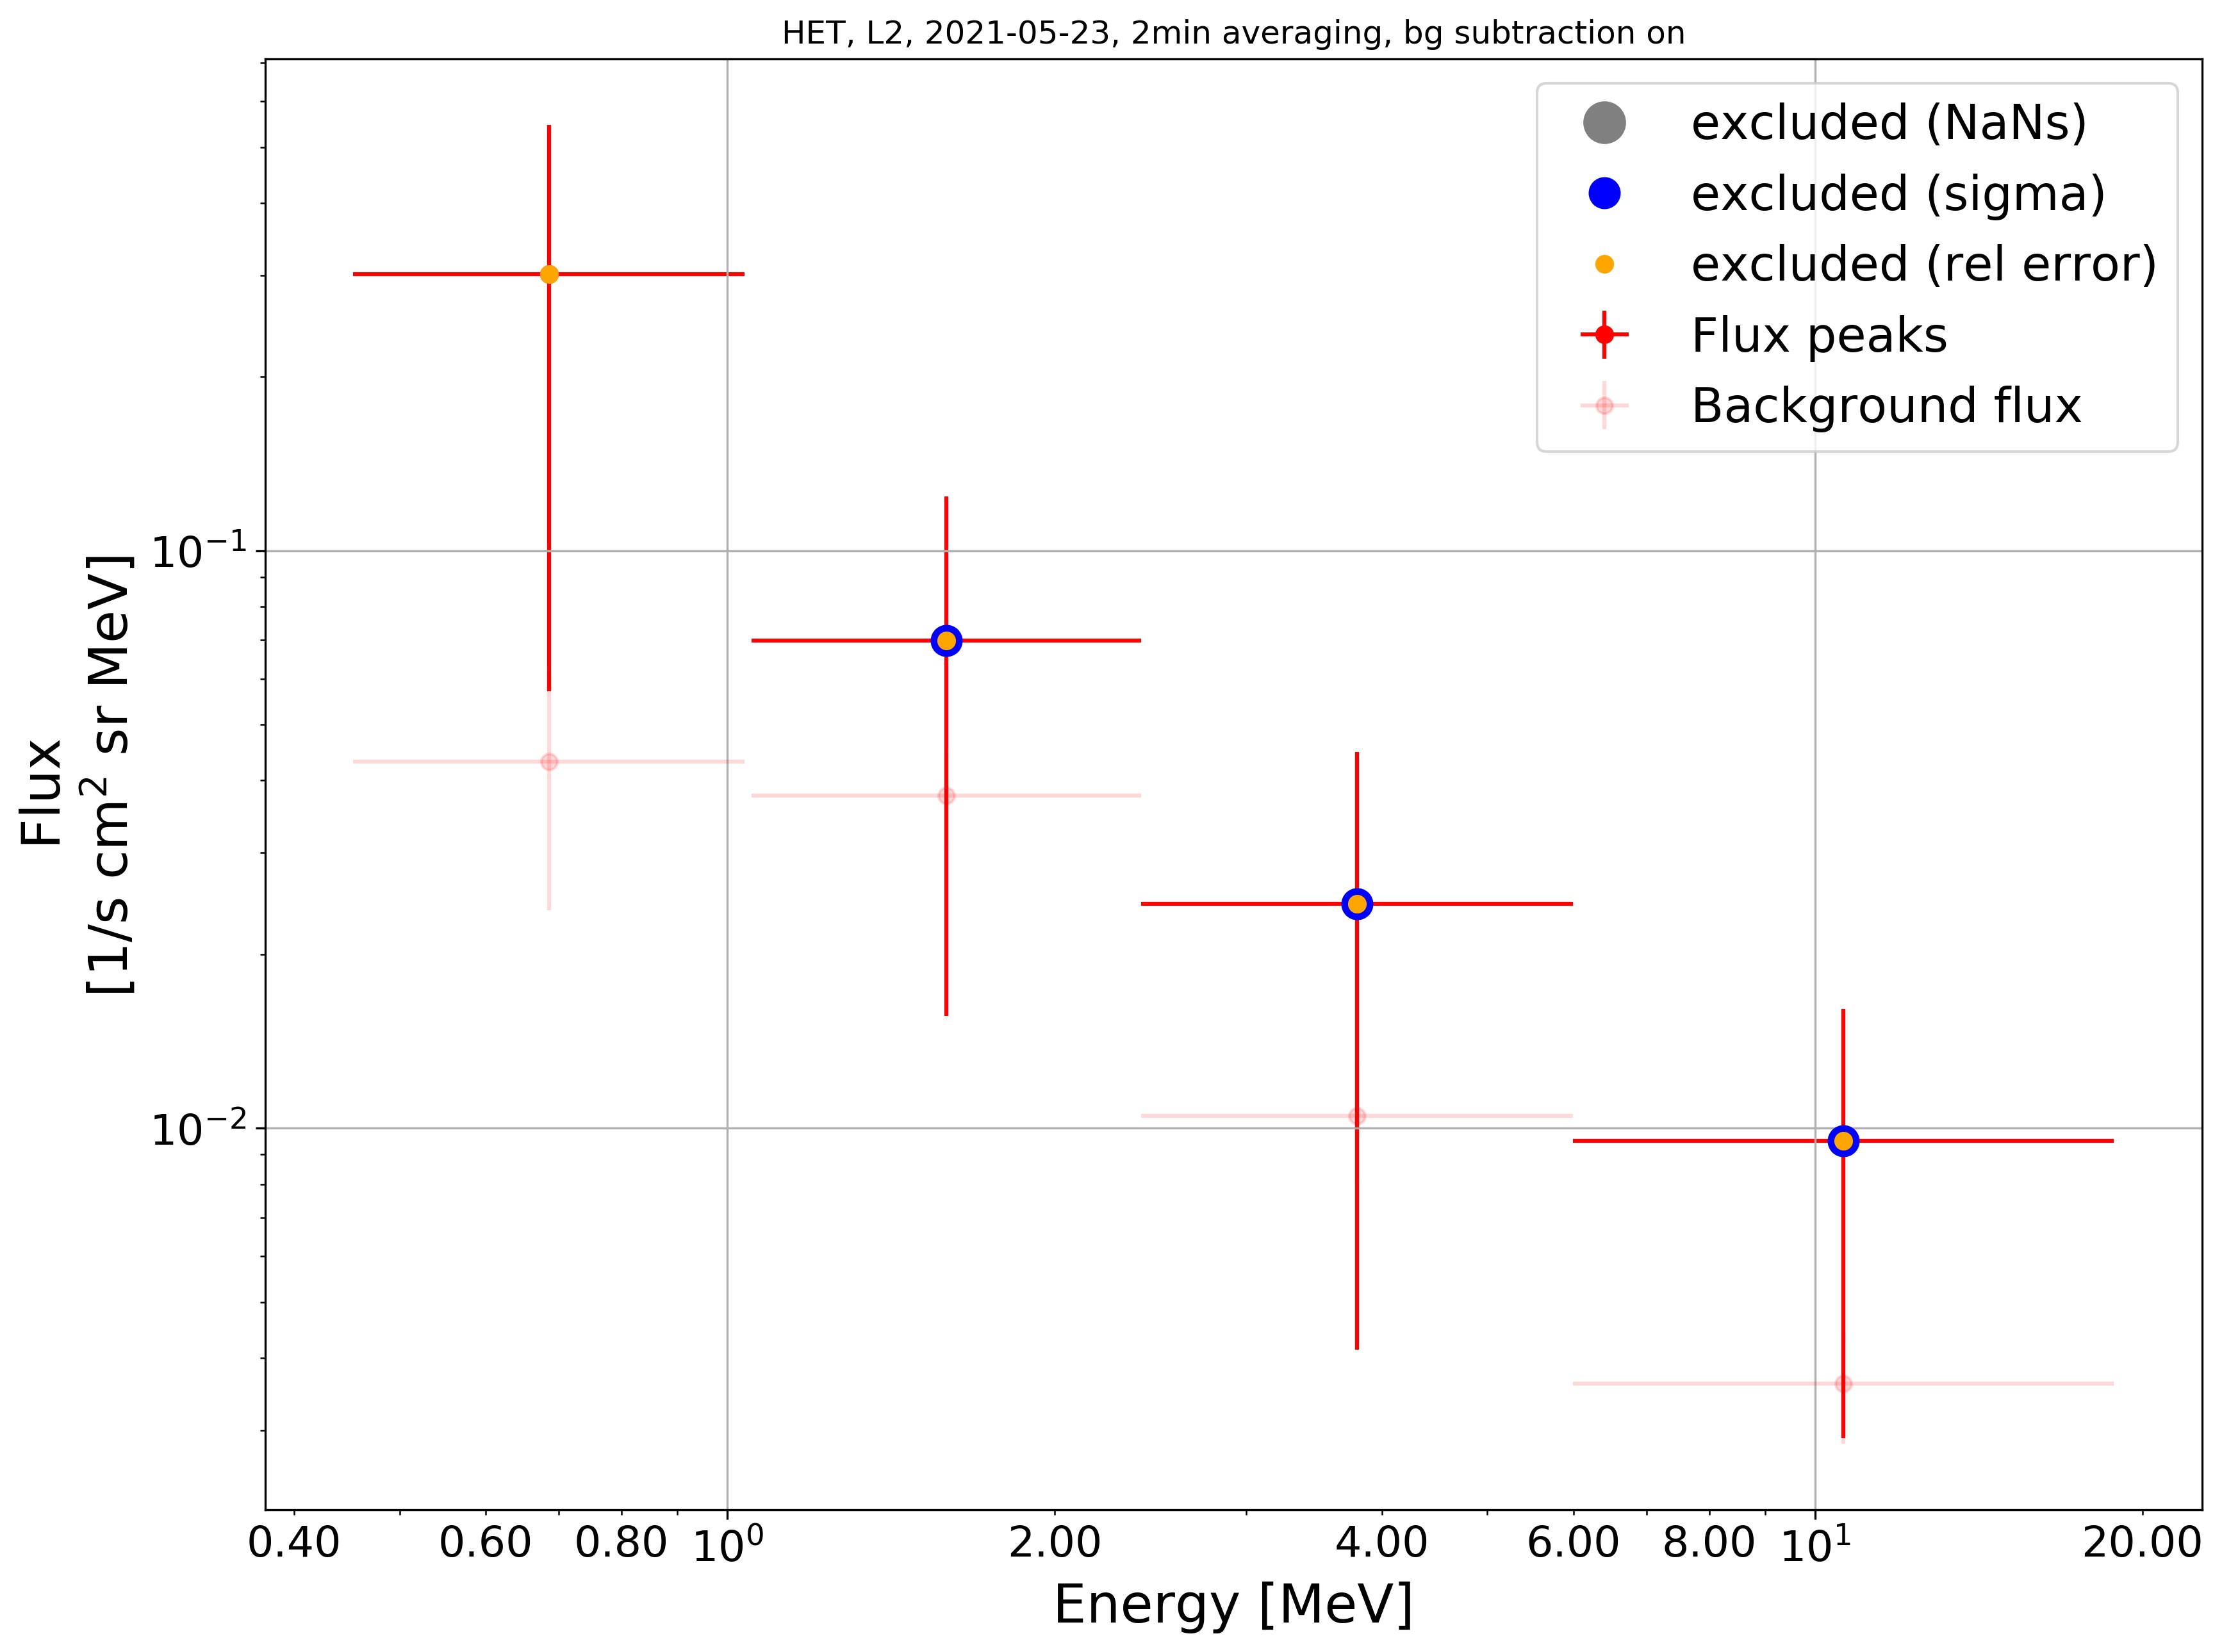 HET, L2, 2021-05-23, 2min averaging, bg subtraction on
excluded (NaNs)
excluded (sigma)
excluded (rel error)
Flux peaks
Background flux
Flux
[1/s cm² sr MeV]
10⁻¹
10⁻²
0.40 0.60 0.80 10⁰ 2.00 4.00 6.00 8.00 10¹ 20.00
Energy [MeV]